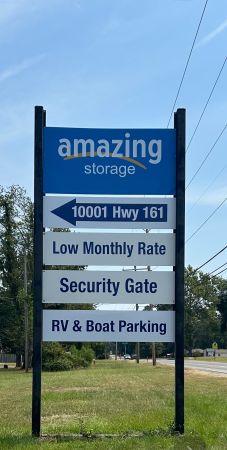 amazing
storage
10001 Hwy 161
Low Monthly Rate
Security Gate
RV & Boat Parking